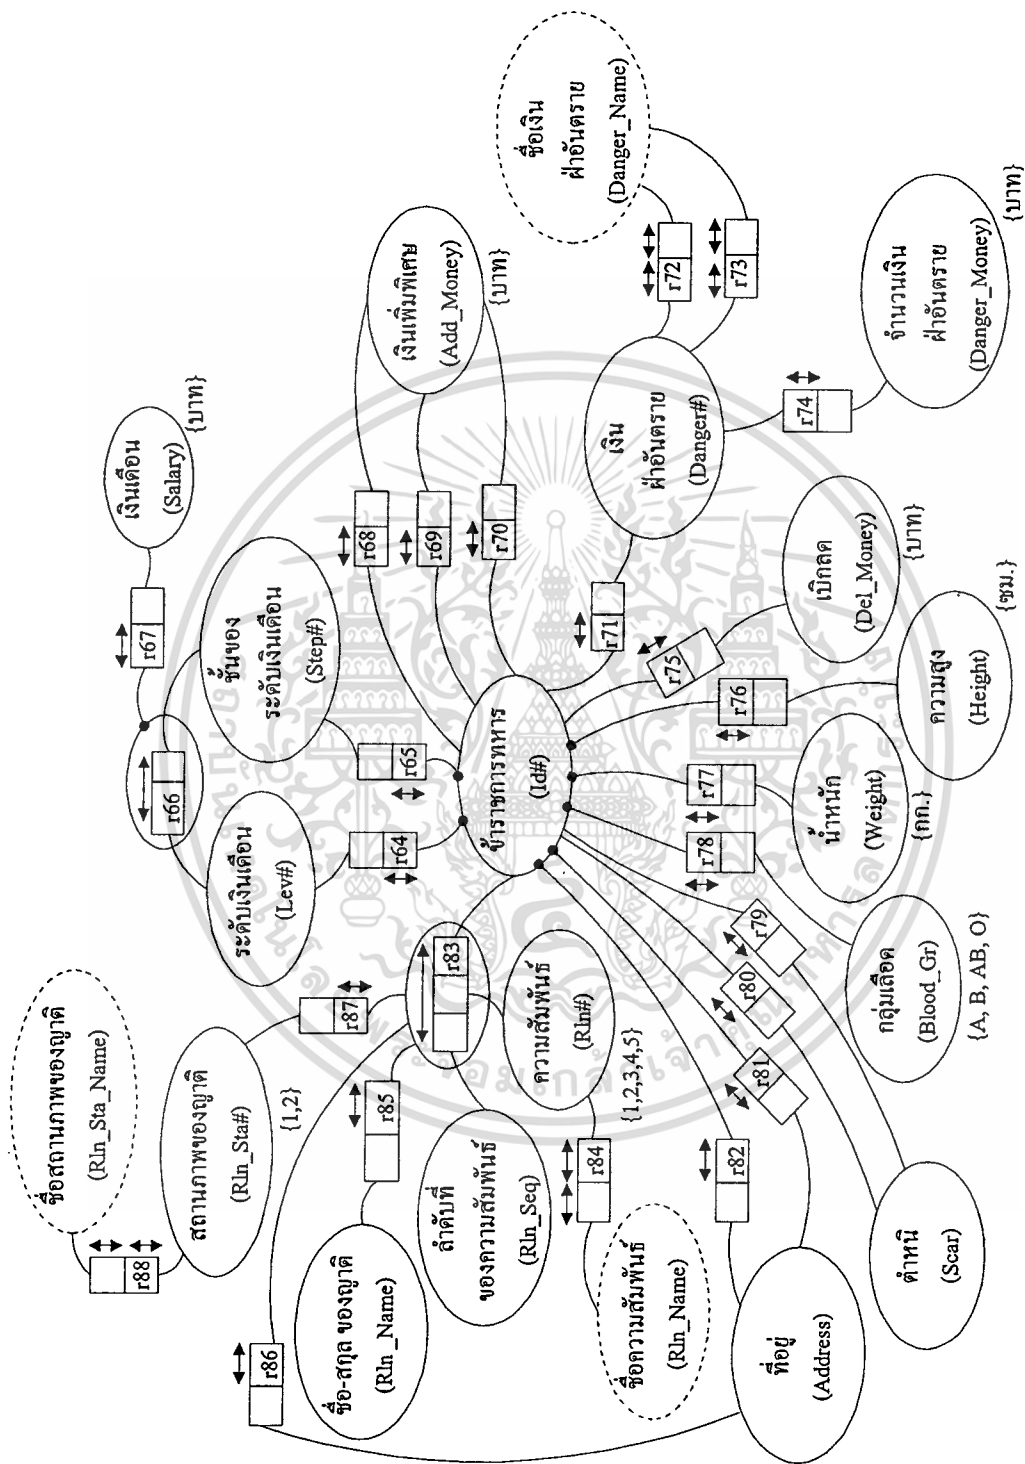 ชื่อสถานภาพของญาติ
(Rln_Sta_Name)
r88
สถานภาพของญาติ
(Rln_Sta#)
{1,2}
r87
r86
ชื่อ-สกุล ของญาติ
(Rln_Name)
r85
ลำดับที่
ของความสัมพันธ์
(Rln_Seq)
r83
ความสัมพันธ์
(Rln#)
{1,2,3,4,5}
r84
ชื่อความสัมพันธ์
(Rln_Name)
ที่อยู่
(Address)
r82
r81
r80
r79
ตำหนิ
(Scar)
กลุ่มเลือด
(Blood_Gr)
{A, B, AB, O}
r78
น้ำหนัก
(Weight)
{กก.}
r77
ความสูง
(Height)
{ซม.}
r76
เบิกลด
(Del_Money)
{บาท}
r75
ข้าราชการทหาร
(Id#)
ระดับเงินเดือน
(Lev#)
r64
r65
r66
ชั้นของ
ระดับเงินเดือน
(Step#)
r67
เงินเดือน
(Salary)
{บาท}
r68
r69
r70
เงินเพิ่มพิเศษ
(Add_Money)
{บาท}
r71
เงิน
ฝ่าอันตราย
(Danger#)
r72
r73
ชื่อเงิน
ฝ่าอันตราย
(Danger_Name)
r74
จำนวนเงิน
ฝ่าอันตราย
(Danger_Money)
{บาท}